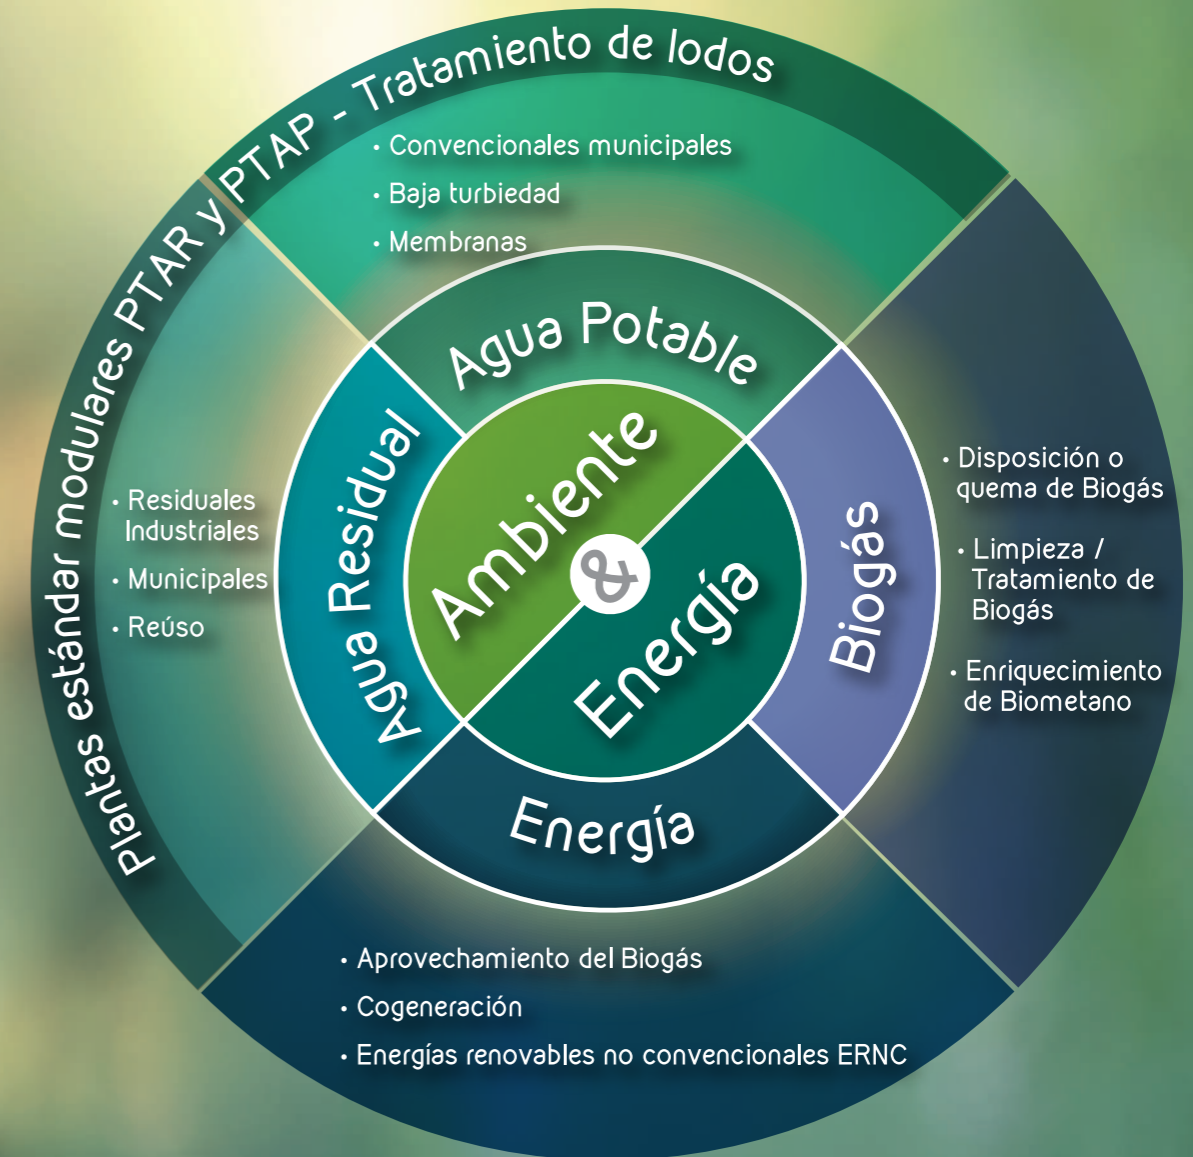 Plantas estándar modulares PTAR y PTAP - Tratamiento de lodos
• Convencionales municipales
• Baja turbiedad
• Membranas
Agua Potable
Agua Residual
• Residuales
Industriales
• Municipales
• Reúso
Ambiente
&
Energía
Biogás
• Disposición o
quema de Biogás
• Limpieza /
Tratamiento de
Biogás
• Enriquecimiento
de Biometano
Energía
• Aprovechamiento del Biogás
• Cogeneración
• Energías renovables no convencionales ERNC